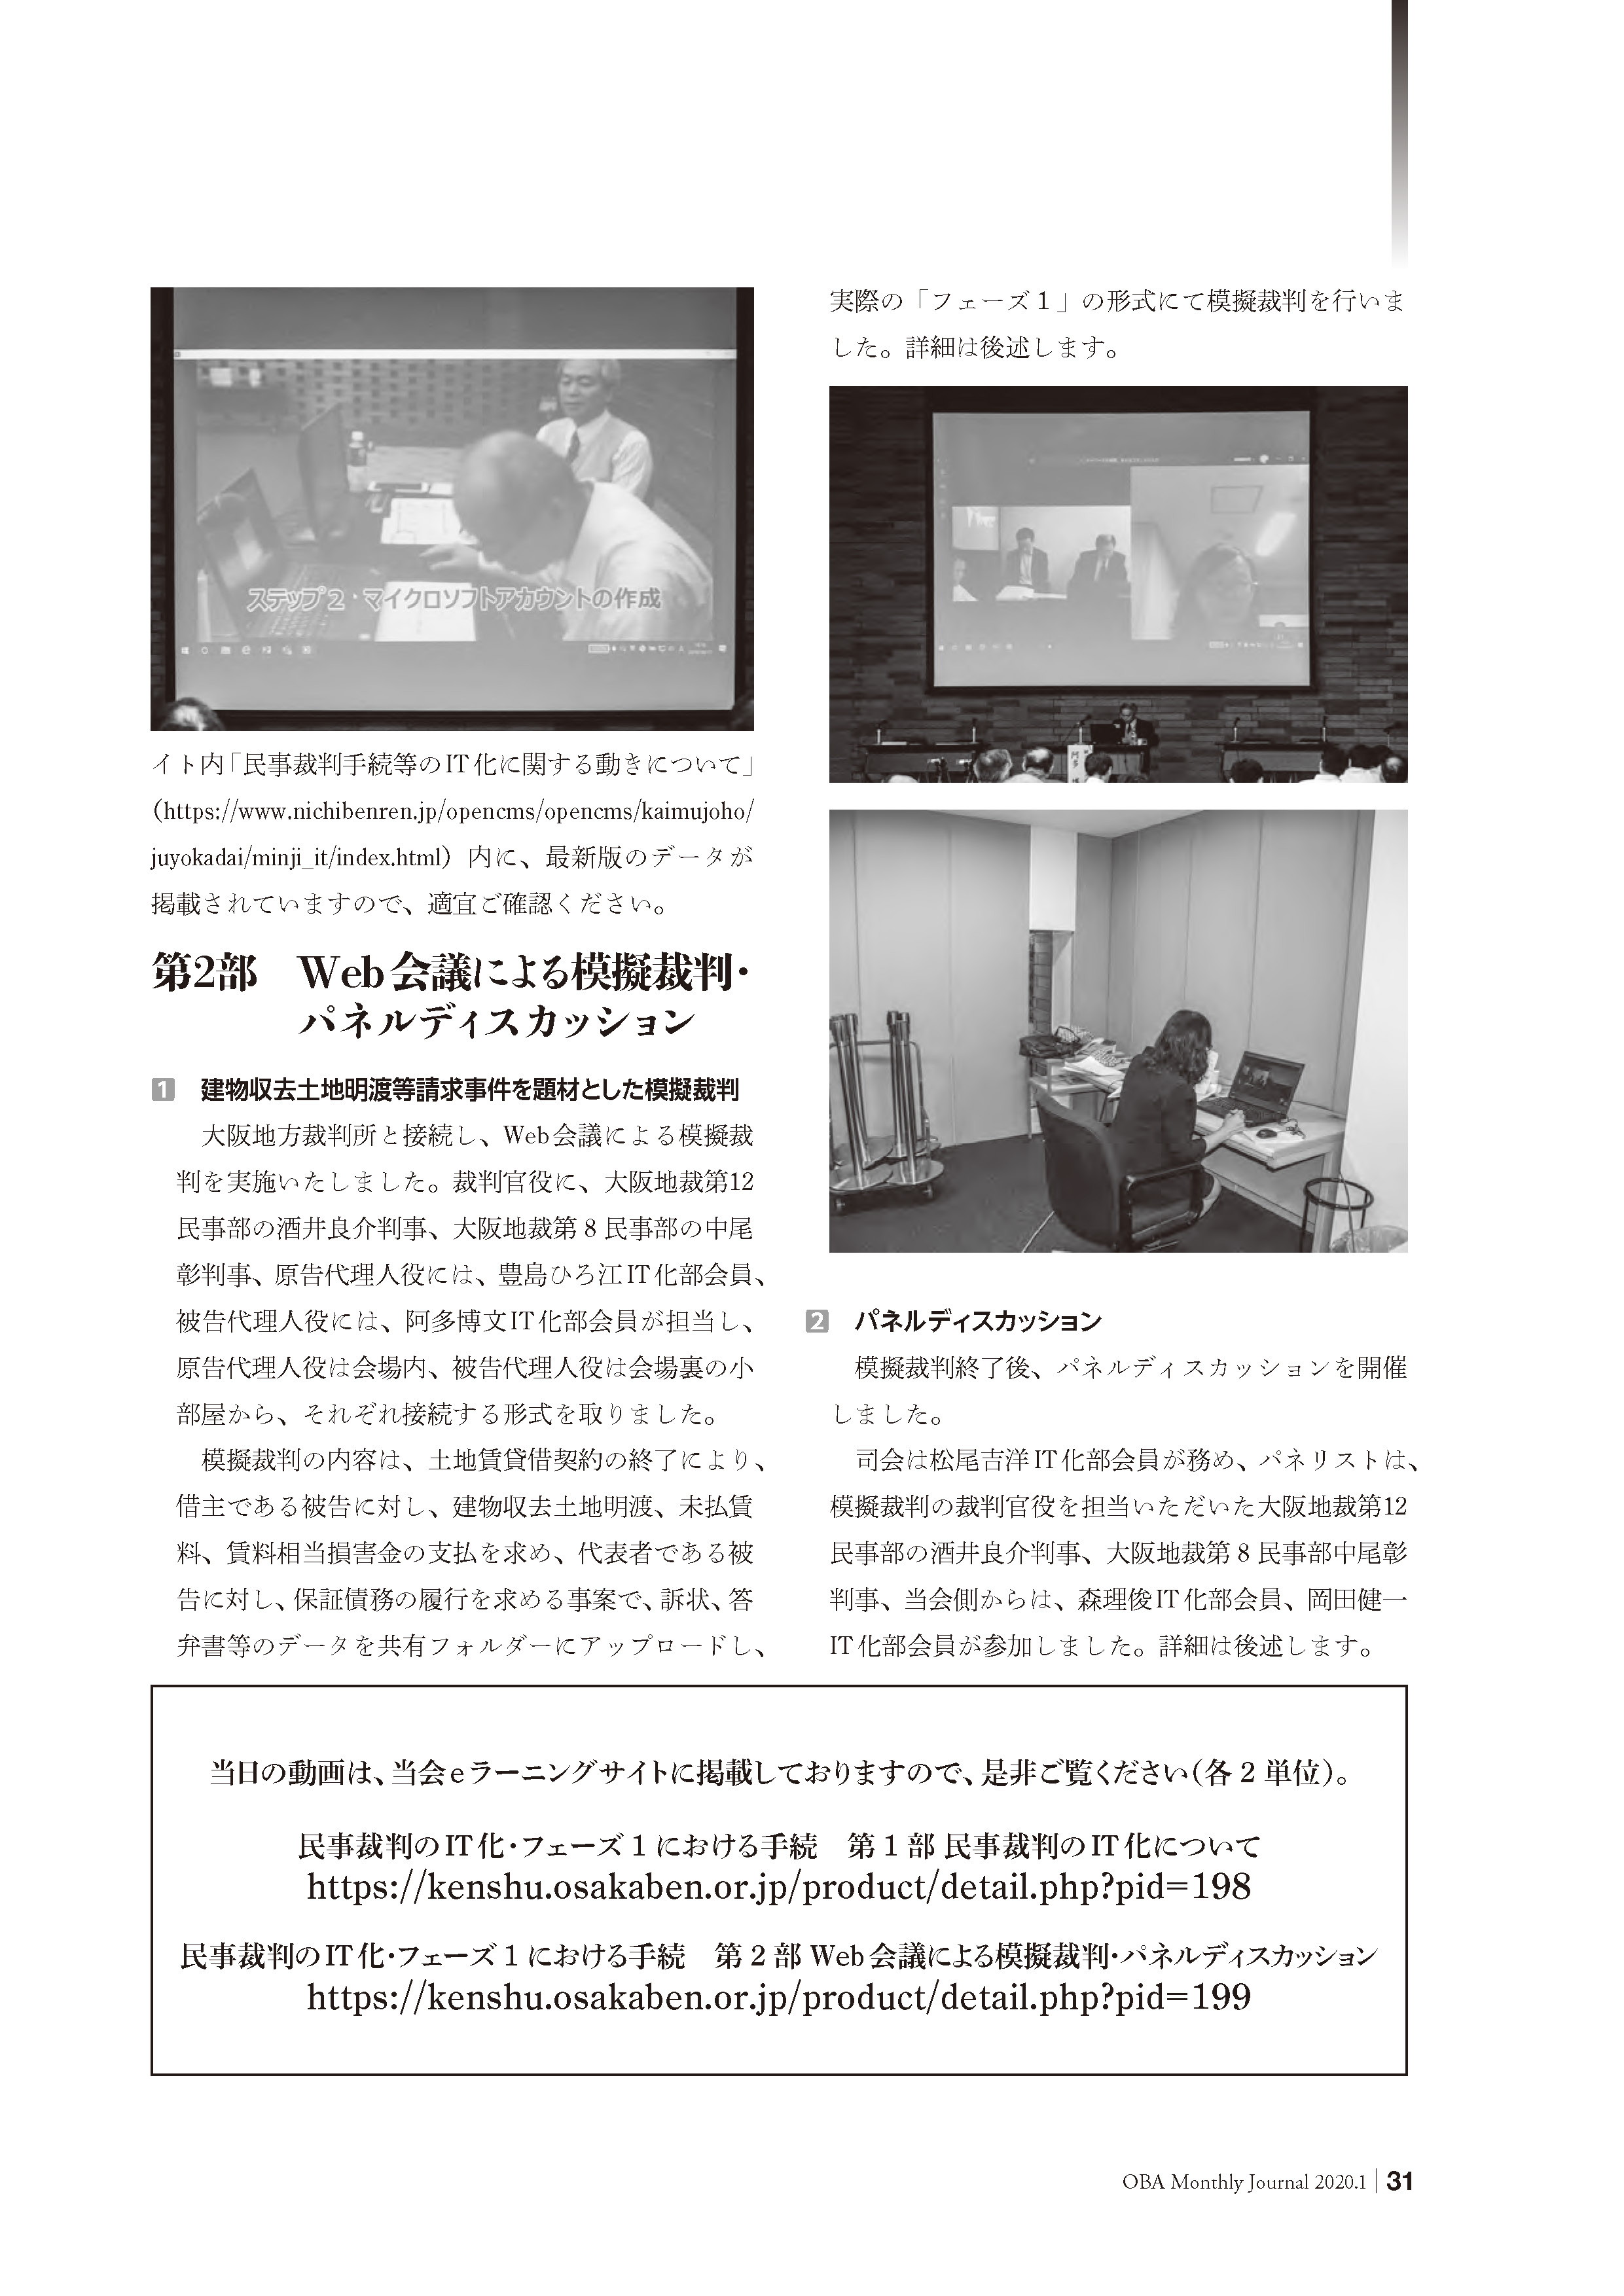 ステップ2・マイクロソフトアカウントの作成
イト内「民事裁判手続等のIT化に関する動きについて」
（https://www.nichibenren.jp/opencms/opencms/kaimujoho/
juyokadai/minji_it/index.html）内に、最新版のデータが
掲載されていますので、適宜ご確認ください。
第2部　Web会議による模擬裁判・
パネルディスカッション
1　建物収去土地明渡等請求事件を題材とした模擬裁判
大阪地方裁判所と接続し、Web会議による模擬裁
判を実施いたしました。裁判官役に、大阪地裁第12
民事部の酒井良介判事、大阪地裁第８民事部の中尾
彰判事、原告代理人役には、豊島ひろ江IT化部会員、
被告代理人役には、阿多博文IT化部会員が担当し、
原告代理人役は会場内、被告代理人役は会場裏の小
部屋から、それぞれ接続する形式を取りました。
模擬裁判の内容は、土地賃貸借契約の終了により、
借主である被告に対し、建物収去土地明渡、未払賃
料、賃料相当損害金の支払を求め、代表者である被
告に対し、保証債務の履行を求める事案で、訴状、答
弁書等のデータを共有フォルダーにアップロードし、
実際の「フェーズ１」の形式にて模擬裁判を行いま
した。詳細は後述します。
2　パネルディスカッション
模擬裁判終了後、パネルディスカッションを開催
しました。
司会は松尾吉洋IT化部会員が務め、パネリストは、
模擬裁判の裁判官役を担当いただいた大阪地裁第12
民事部の酒井良介判事、大阪地裁第８民事部中尾彰
判事、当会側からは、森理俊IT化部会員、岡田健一
IT化部会員が参加しました。詳細は後述します。
当日の動画は、当会eラーニングサイトに掲載しておりますので、是非ご覧ください（各２単位）。
民事裁判のIT化・フェーズ１における手続　第１部 民事裁判のIT化について
https://kenshu.osakaben.or.jp/product/detail.php?pid=198
民事裁判のIT化・フェーズ１における手続　第２部 Web会議による模擬裁判・パネルディスカッション
https://kenshu.osakaben.or.jp/product/detail.php?pid=199
OBA Monthly Journal 2020.1 | 31